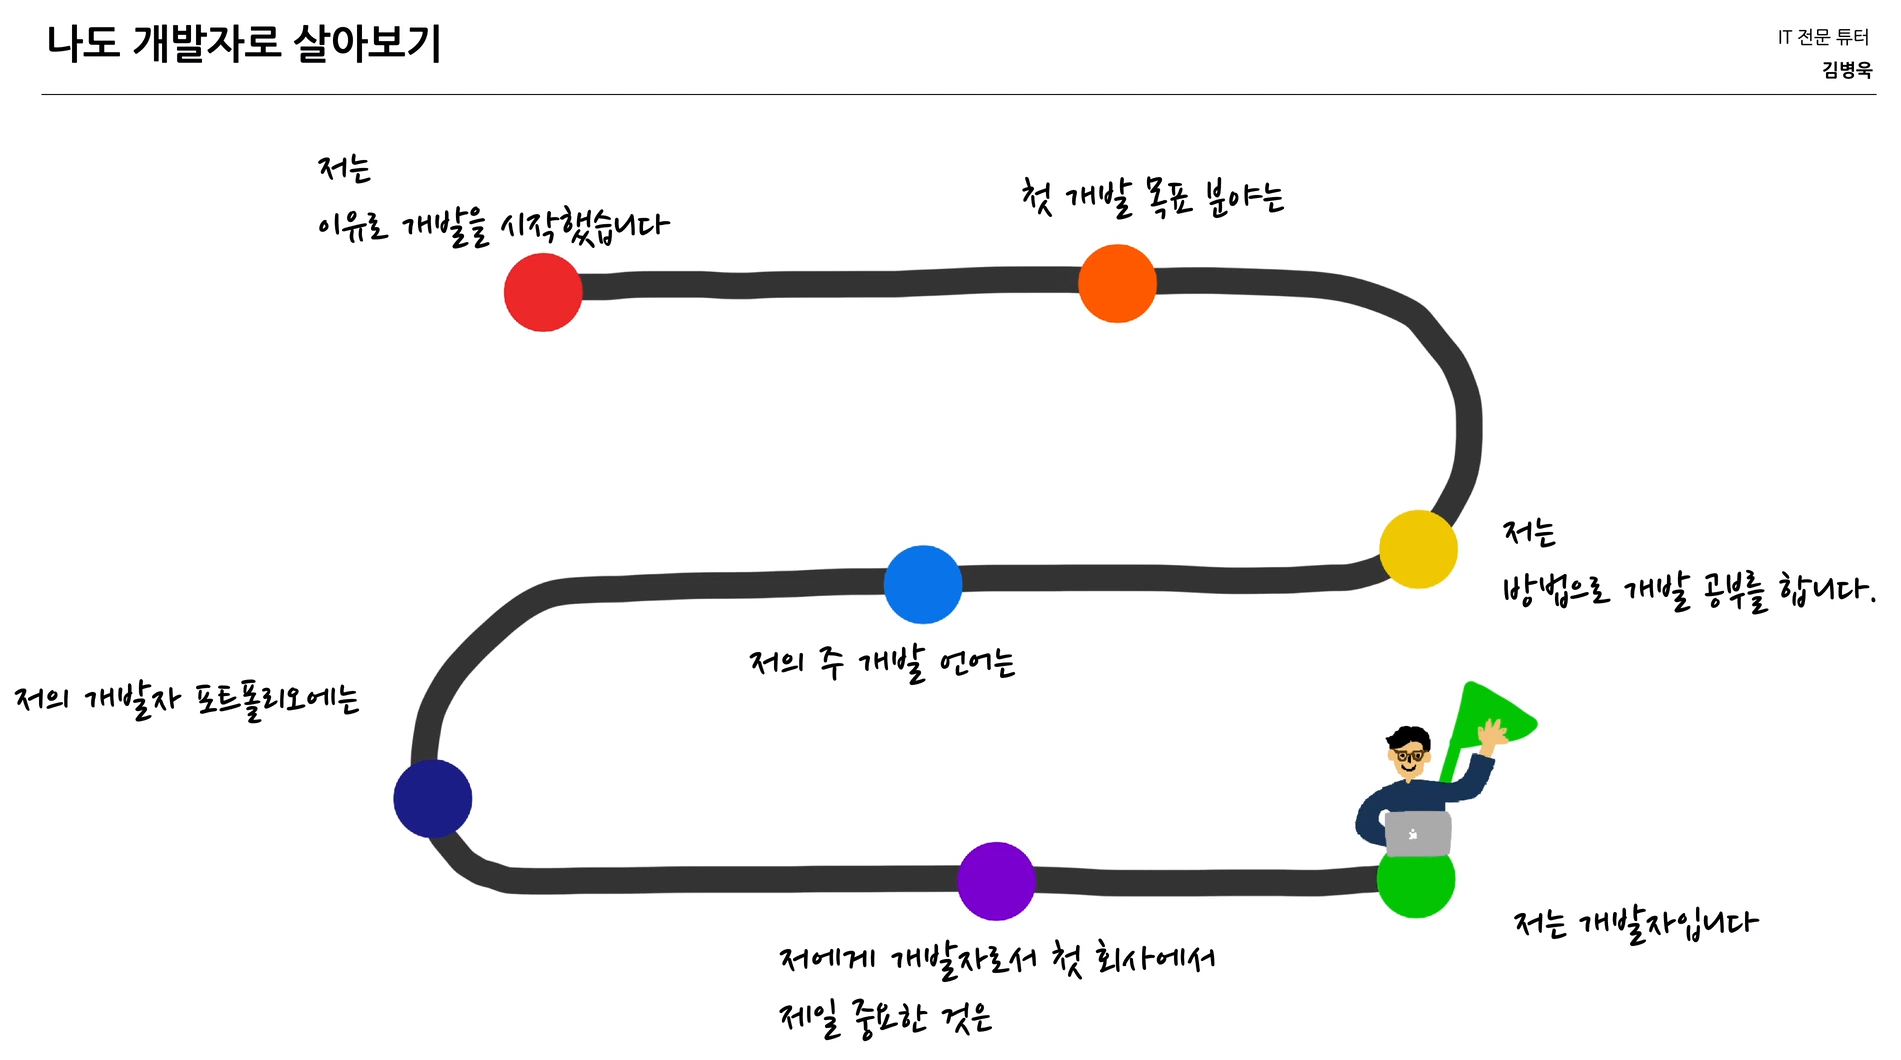 나도 개발자로 살아보기
IT 전문 튜터
김병욱
저는
이유로 개발을 시작했습니다
첫 개발 목표 분야는
저는
방법으로 개발 공부를 합니다.
저의 주 개발 언어는
저의 개발자 포트폴리오에는
저에게 개발자로서 첫 회사에서
제일 중요한 것은
저는 개발자입니다